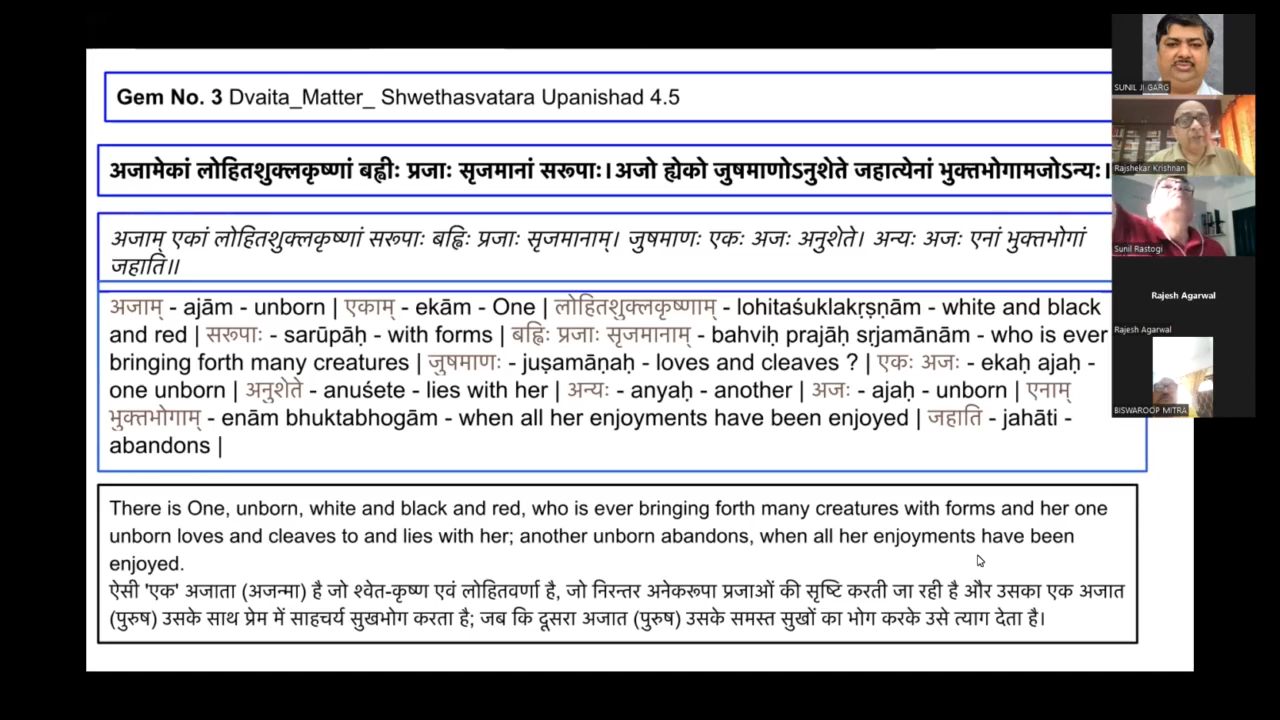 Gem No. 3 Dvaita_Matter_ Shwethasvatara Upanishad 4.5
अजामेकां लोहितशुक्लकृष्णां बह्वीः प्रजाः सृजमानां सरूपाः। अजो ह्येको जुषमाणोऽनुशेते जहात्येनां भुक्तभोगामजोऽन्यः।
अजाम् एकां लोहितशुक्लकृष्णां सरूपाः बह्विः प्रजाः सृजमानाम्। जुषमाणः एकः अजः अनुशेते। अन्यः अजः एनां भुक्तभोगां
जहाति॥
अजाम् - ajām - unborn | एकाम् - ekām - One | लोहितशुक्लकृष्णाम् - lohitaśuklakṛṣṇām - white and black
and red | सरूपाः - sarūpāḥ - with forms | बह्विः प्रजाः सृजमानाम् - bahviḥ prajāḥ sṛjamānām - who is ever
bringing forth many creatures | जुषमाणः - juṣamāṇaḥ - loves and cleaves ? | एकः अजः - ekaḥ ajaḥ -
one unborn | अनुशेते - anuśete - lies with her | अन्यः - anyaḥ - another | अजः - ajaḥ - unborn | एनाम्
भुक्तभोगाम् - enām bhuktabhogām - when all her enjoyments have been enjoyed | जहाति - jahāti -
abandons |
There is One, unborn, white and black and red, who is ever bringing forth many creatures with forms and her one
unborn loves and cleaves to and lies with her; another unborn abandons, when all her enjoyments have been
enjoyed.
ऐसी 'एक' अजाता (अजन्मा) है जो श्वेत-कृष्ण एवं लोहितवर्णा है, जो निरन्तर अनेकरूपा प्रजाओं की सृष्टि करती जा रही है और उसका एक अजात
(पुरुष) उसके साथ प्रेम में साहचर्य सुखभोग करता है; जब कि दूसरा अजात (पुरुष) उसके समस्त सुखों का भोग करके उसे त्याग देता है।
SUNIL JI GARG
Rajshekar Krishnan
Sunil Rastogi
Rajesh Agarwal
Rajesh Agarwal
BISWAROOP MITRA